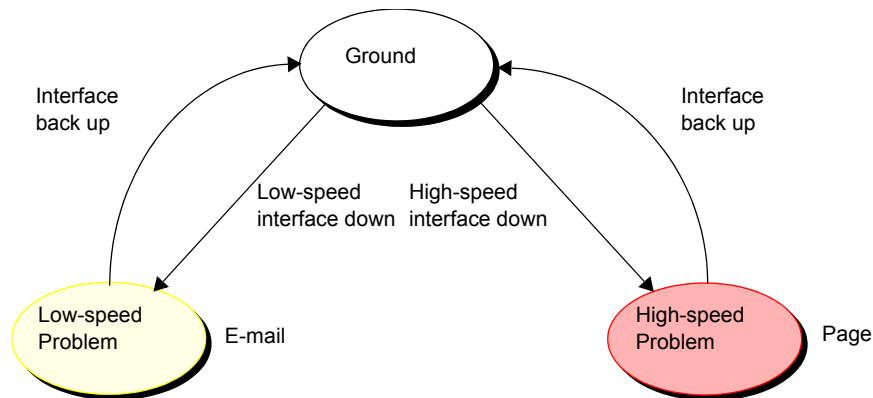 Ground
Interface
back up
Interface
back up
Low-speed
interface down
High-speed
interface down
Low-speed
Problem
E-mail
High-speed
Problem
Page